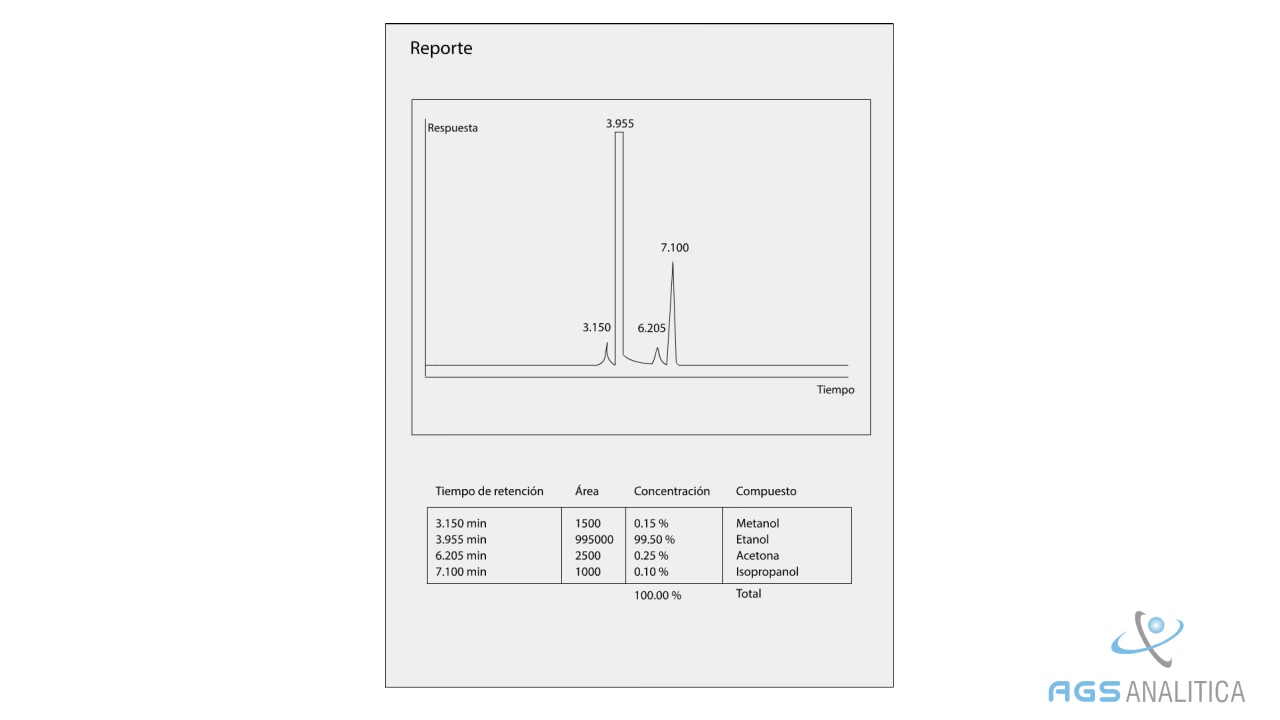 Reporte
Respuesta
3.955
7.100
3.150
6.205
Tiempo
Tiempo de retención Área Concentración Compuesto
3.150 min 1500 0.15 % Metanol
3.955 min 995000 99.50 % Etanol
6.205 min 2500 0.25 % Acetona
7.100 min 1000 0.10 % Isopropanol
100.00 % Total
AGS ANALITICA